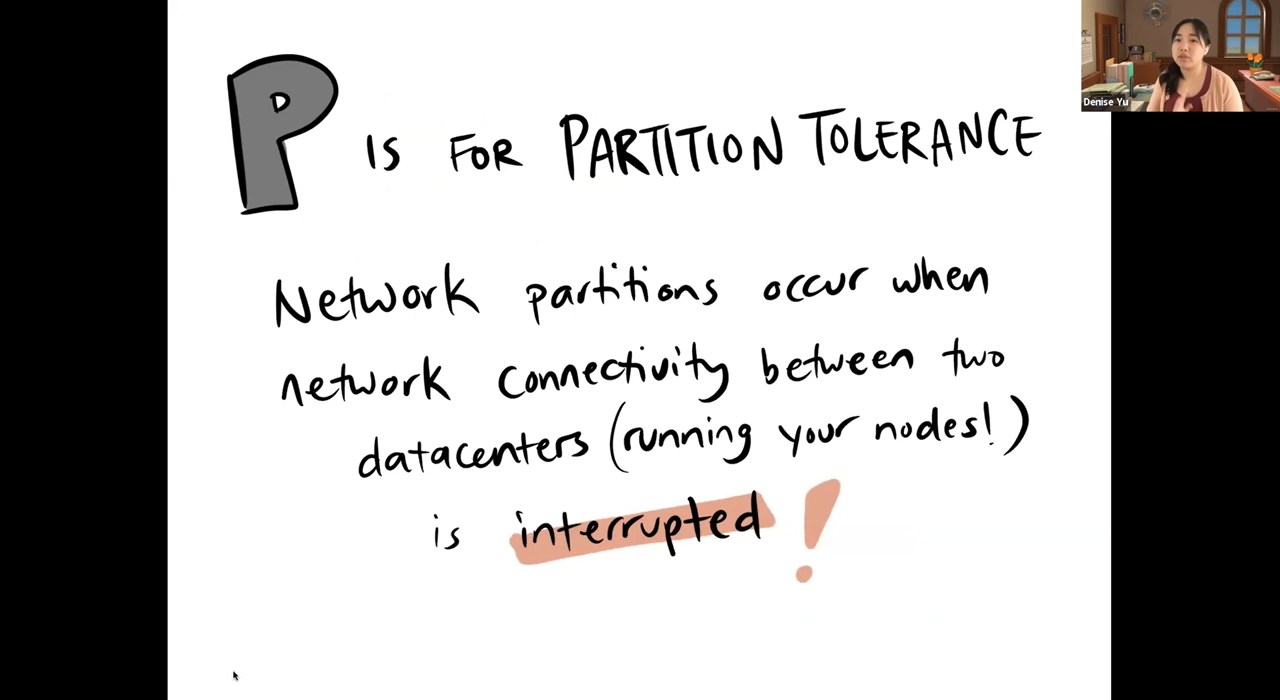 P IS FOR PARTITION TOLERANCE
Network partitions occur when
network connectivity between two
datacenters (running your nodes!)
is interrupted!
Denise Yu